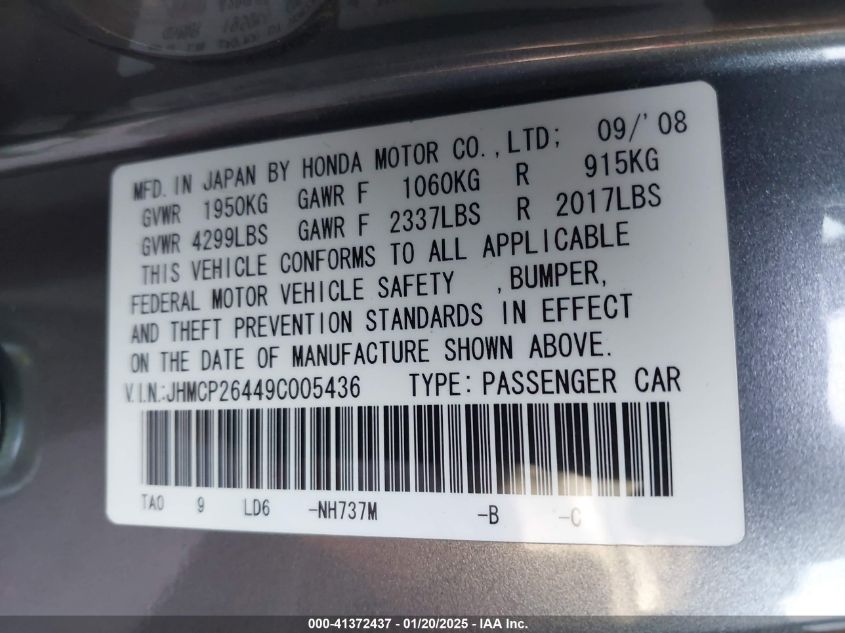 MFD. IN JAPAN BY HONDA MOTOR CO.,LTD; 09/'08
GVWR 1950KG GAWR F 1060KG R 915KG
GVWR 4299LBS GAWR F 2337LBS R 2017LBS
THIS VEHICLE CONFORMS TO ALL APPLICABLE
FEDERAL MOTOR VEHICLE SAFETY ,BUMPER,
AND THEFT PREVENTION STANDARDS IN EFFECT
ON THE DATE OF MANUFACTURE SHOWN ABOVE.
V.I.N.:JHMCP26449C005436 TYPE: PASSENGER CAR
TA0 9 LD6 -NH737M -B -C
000-41372437 - 01/20/2025 - IAA Inc.